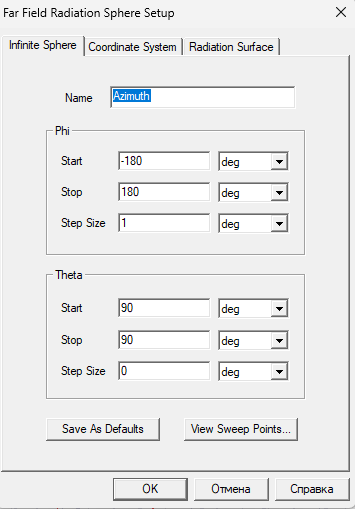 Far Field Radiation Sphere Setup
Infinite Sphere Coordinate System Radiation Surface
Name Azimuth
Phi
Start -180 deg
Stop 180 deg
Step Size 1 deg
Theta
Start 90 deg
Stop 90 deg
Step Size 0 deg
Save As Defaults View Sweep Points...
OK Отмена Справка